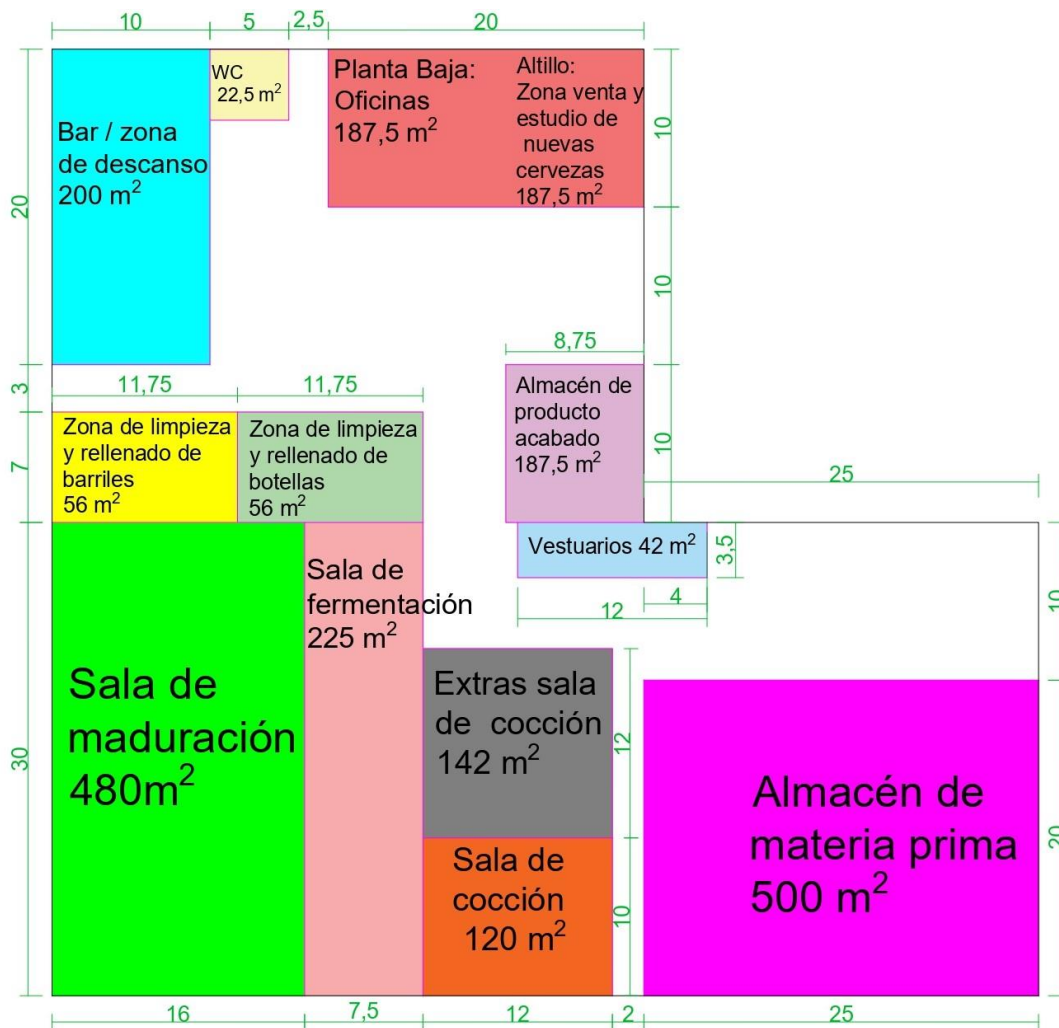 10
5
2,5
20
20
Bar / zona
de descanso
200 m²
WC
22,5 m²
Planta Baja:
Oficinas
187,5 m²
Altillo:
Zona venta y
estudio de
nuevas
cervezas
187,5 m²
10
10
3
11,75
11,75
8,75
7
Zona de limpieza
y rellenado de
barriles
56 m²
Zona de limpieza
y rellenado de
botellas
56 m²
Almacén de
producto
acabado
187,5 m²
10
25
Vestuarios 42 m²
3,5
4
12
10
30
Sala de
maduración
480m²
Sala de
fermentación
225 m²
Extras sala
de cocción
142 m²
12
Sala de
cocción
120 m²
10
Almacén de
materia prima
500 m²
20
16
7,5
12
2
25